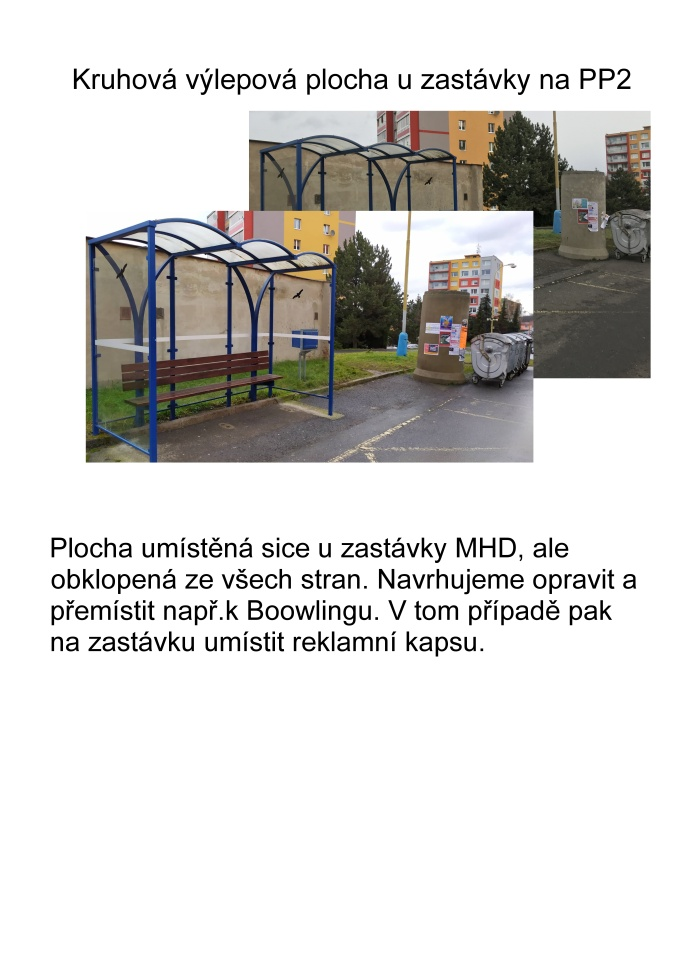 Kruhová výlepová plocha u zastávky na PP2
Plocha umístěná sice u zastávky MHD, ale
obklopená ze všech stran. Navrhujeme opravit a
přemístit např.k Boowlingu. V tom případě pak
na zastávku umístit reklamní kapsu.